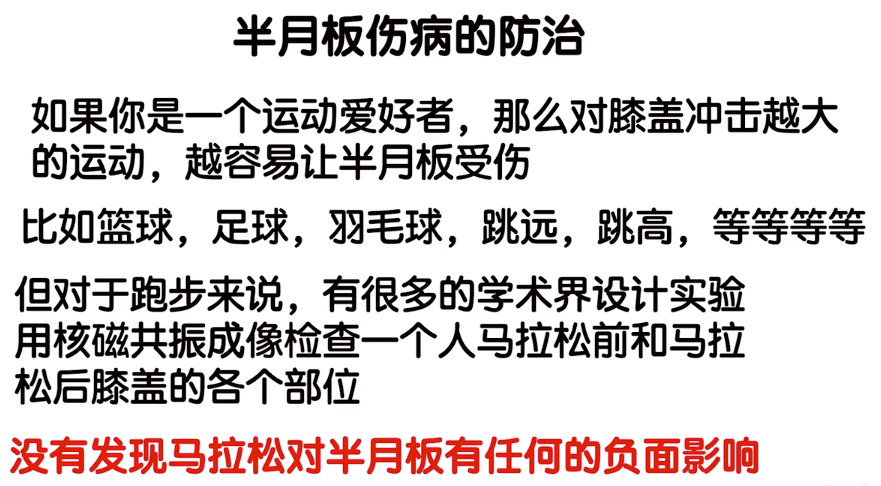 半月板伤病的防治
如果你是一个运动爱好者，那么对膝盖冲击越大
的运动，越容易让半月板受伤
比如篮球，足球，羽毛球，跳远，跳高，等等等等
但对于跑步来说，有很多的学术界设计实验
用核磁共振成像检查一个人马拉松前和马拉
松后膝盖的各个部位
没有发现马拉松对半月板有任何的负面影响